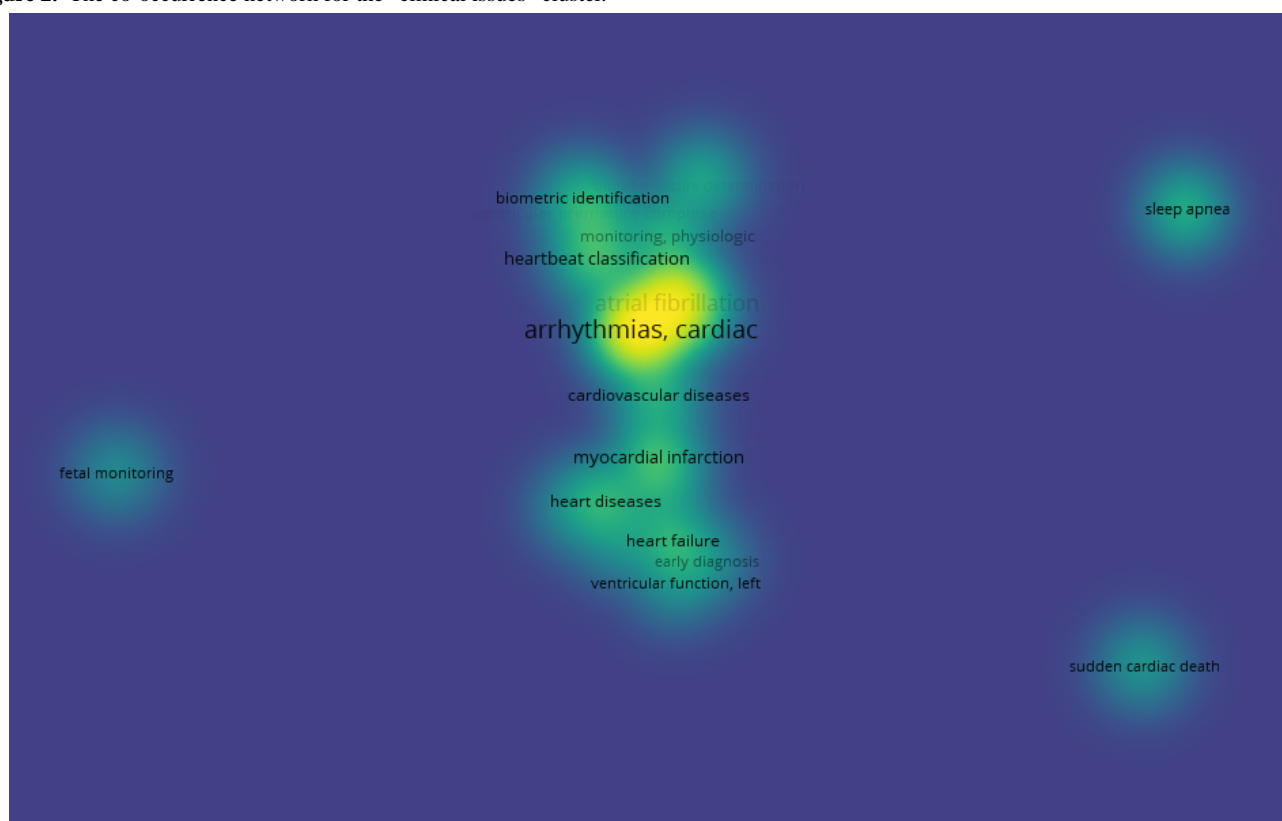 biometric identification
sleep apnea
monitoring, physiologic
heartbeat classification
atrial fibrillation
arrhythmias, cardiac
cardiovascular diseases
myocardial infarction
fetal monitoring
heart diseases
heart failure
early diagnosis
ventricular function, left
sudden cardiac death